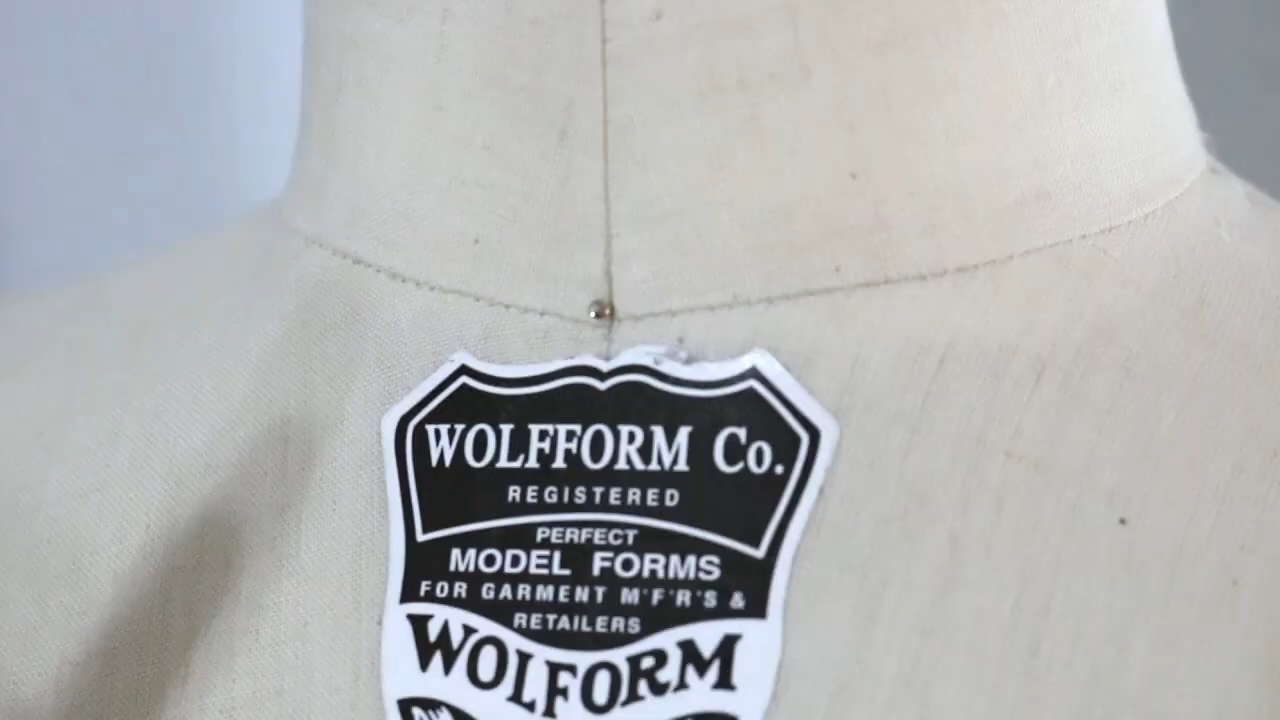 WOLFFORM Co.
REGISTERED
PERFECT
MODEL FORMS
FOR GARMENT M'F'R'S &
RETAILERS
WOLFORM